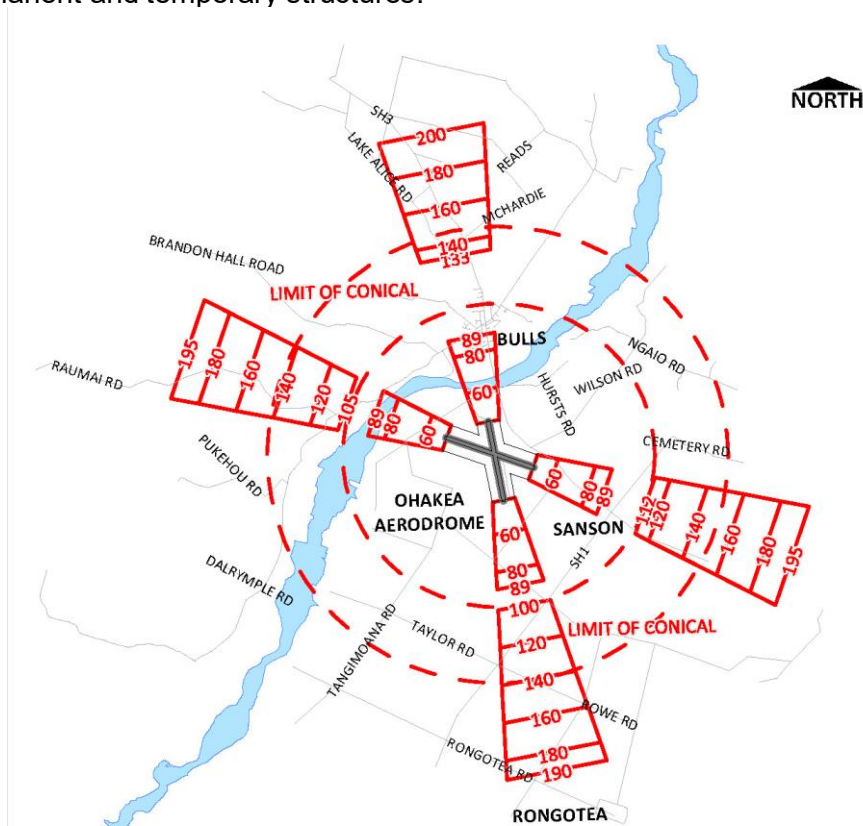 and temporary structures.
NORTH
SH3
200
LAKE ALICE RD
READS
180
160
MCHARDIE
140
133
BRANDON HALL ROAD
LIMIT OF CONICAL
BULLS
89
80
60
NGAIO RD
HURSTS RD
WILSON RD
RAUMAI RD
195
180
160
140
120
105
89
80
60
CEMETERY RD
PUKEHOU RD
OHAKEA
AERODROME
60
80
89
SANSON
112
120
140
160
180
195
60
80
89
SH1
DALRYMPLE RD
TANGIMOANA RD
TAYLOR RD
100
LIMIT OF CONICAL
120
140
160
ROWE RD
180
190
RONGOTEA RD
RONGOTEA